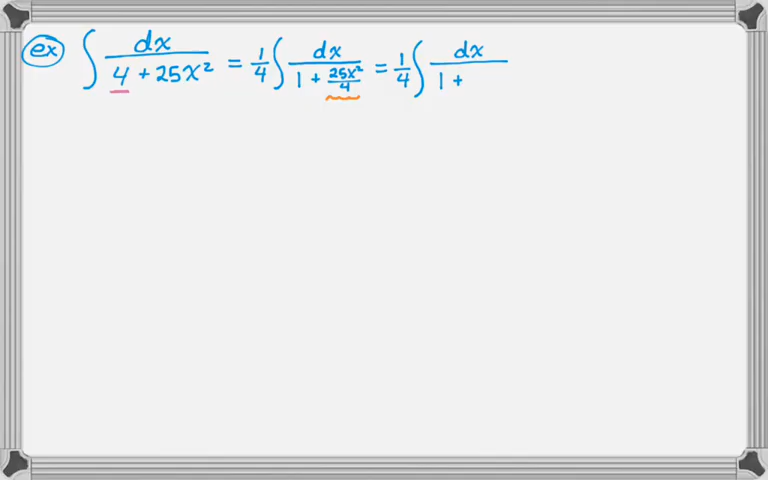 ex ∫ dx / (4 + 25x²) = 1/4 ∫ dx / (1 + 25x²/4) = 1/4 ∫ dx / (1 +